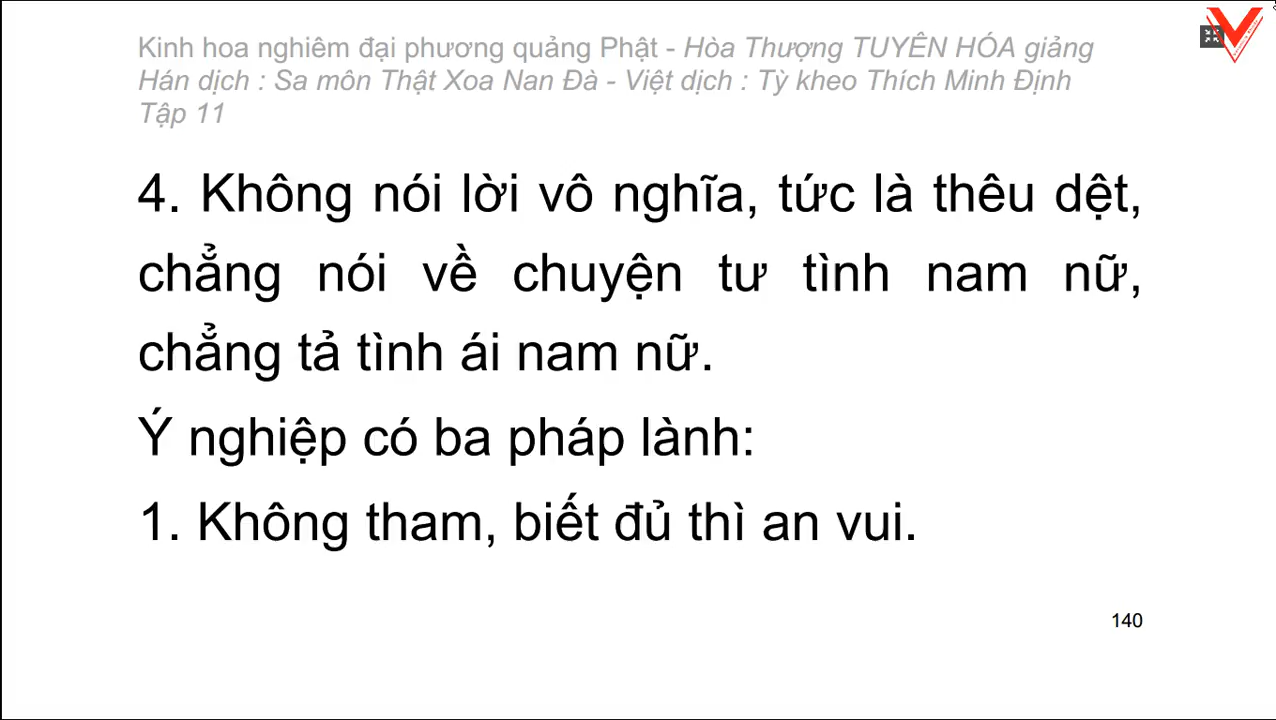 Kinh hoa nghiêm đại phương quảng Phật - Hòa Thượng TUYÊN HÓA giảng
Hán dịch : Sa môn Thật Xoa Nan Đà - Việt dịch : Tỳ kheo Thích Minh Định
Tập 11
4. Không nói lời vô nghĩa, tức là thêu dệt,
chẳng nói về chuyện tư tình nam nữ,
chẳng tả tình ái nam nữ.
Ý nghiệp có ba pháp lành:
1. Không tham, biết đủ thì an vui.
140